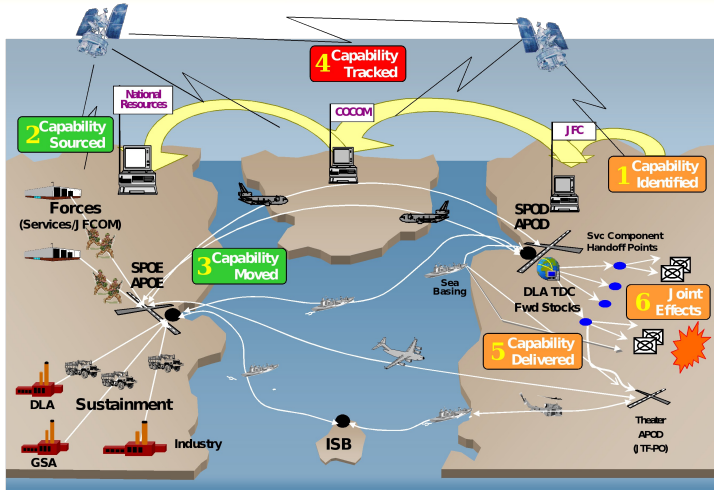 4 Capability
Tracked
National
Resources
COCOM
JFC
2 Capability
Sourced
1 Capability
Identified
Forces
(Services/JFCOM)
SPOD
APOD
Svc Component
Handoff Points
3 Capability
Moved
SPOE
APOE
Sea
Basing
DLA TDC
Fwd Stocks
6 Joint
Effects
5 Capability
Delivered
DLA
Sustainment
GSA
Industry
ISB
Theater
APOD
(JTF-PO)